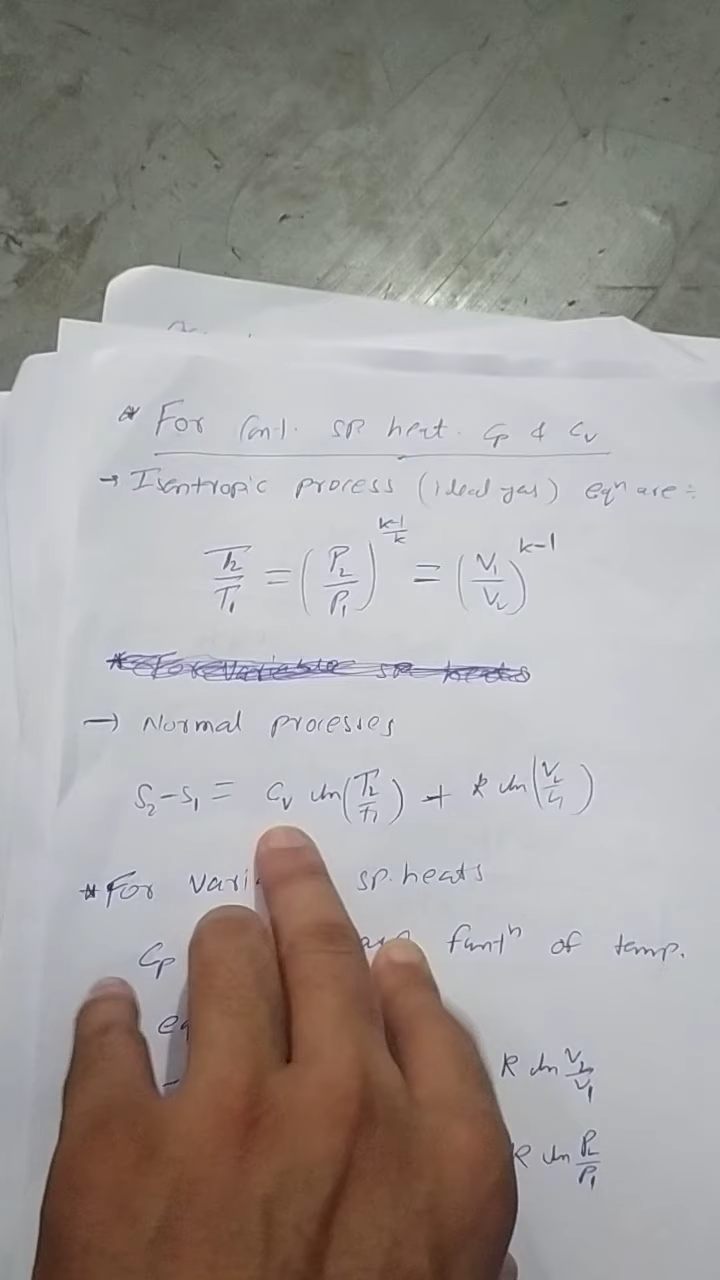 * For Con1. SP heat. Cp & Cv
→ Isentropic process (ideal gas) eqⁿ are :-
T₂/T₁ = (P₂/P₁)^(k-1/k) = (V₁/V₂)^(k-1)
→ Normal processes
S₂-S₁ = Cv ln(T₂/T₁) + R ln(V₂/V₁)
* For vari sp. heats
Cp funtⁿ of temp.
R ln V₂/V₁
R ln P₂/P₁